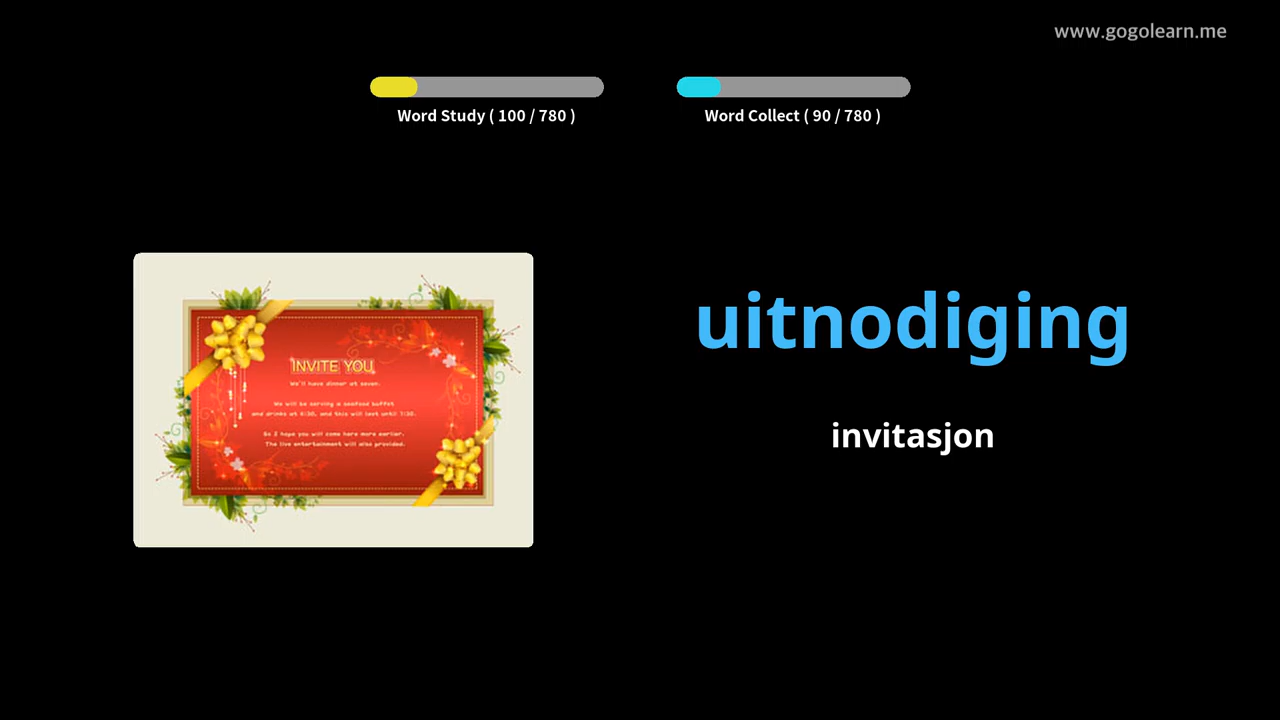 www.gogolearn.me
Word Study ( 100 / 780 )
Word Collect ( 90 / 780 )
uitnodiging
invitasjon
INVITE YOU
We'll have dinner at seven.
We will be serving a seafood buffet
and drinks at 6:30, and this will last until 7:30.
So I hope you will come here more earlier.
The live entertainment will also provided.